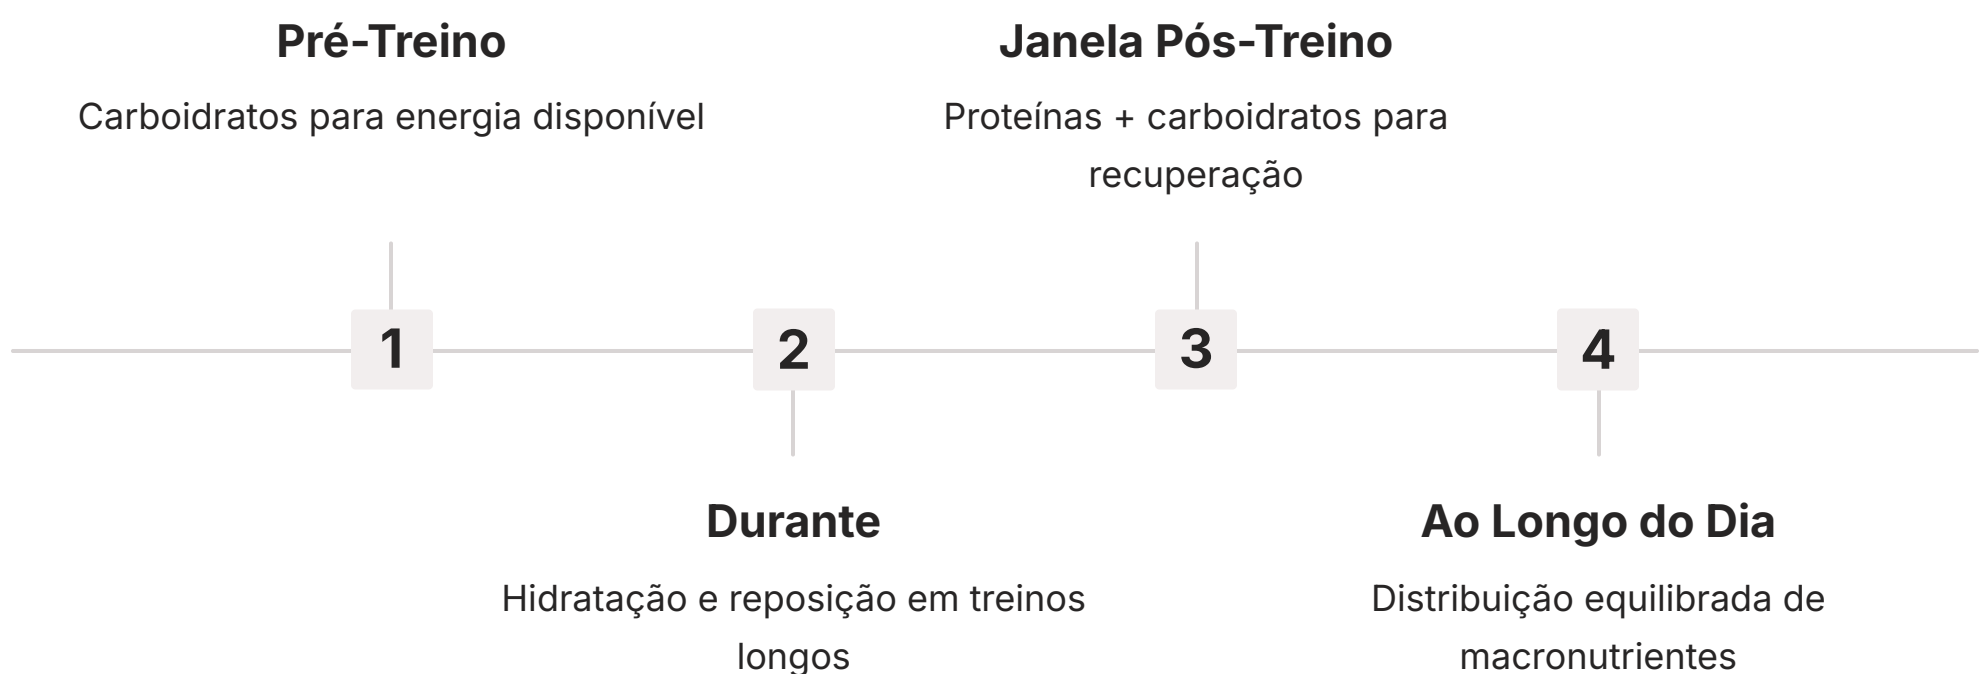 Pré-Treino
Carboidratos para energia disponível
Janela Pós-Treino
Proteínas + carboidratos para
recuperação
1
2
3
4
Durante
Hidratação e reposição em treinos
longos
Ao Longo do Dia
Distribuição equilibrada de
macronutrientes